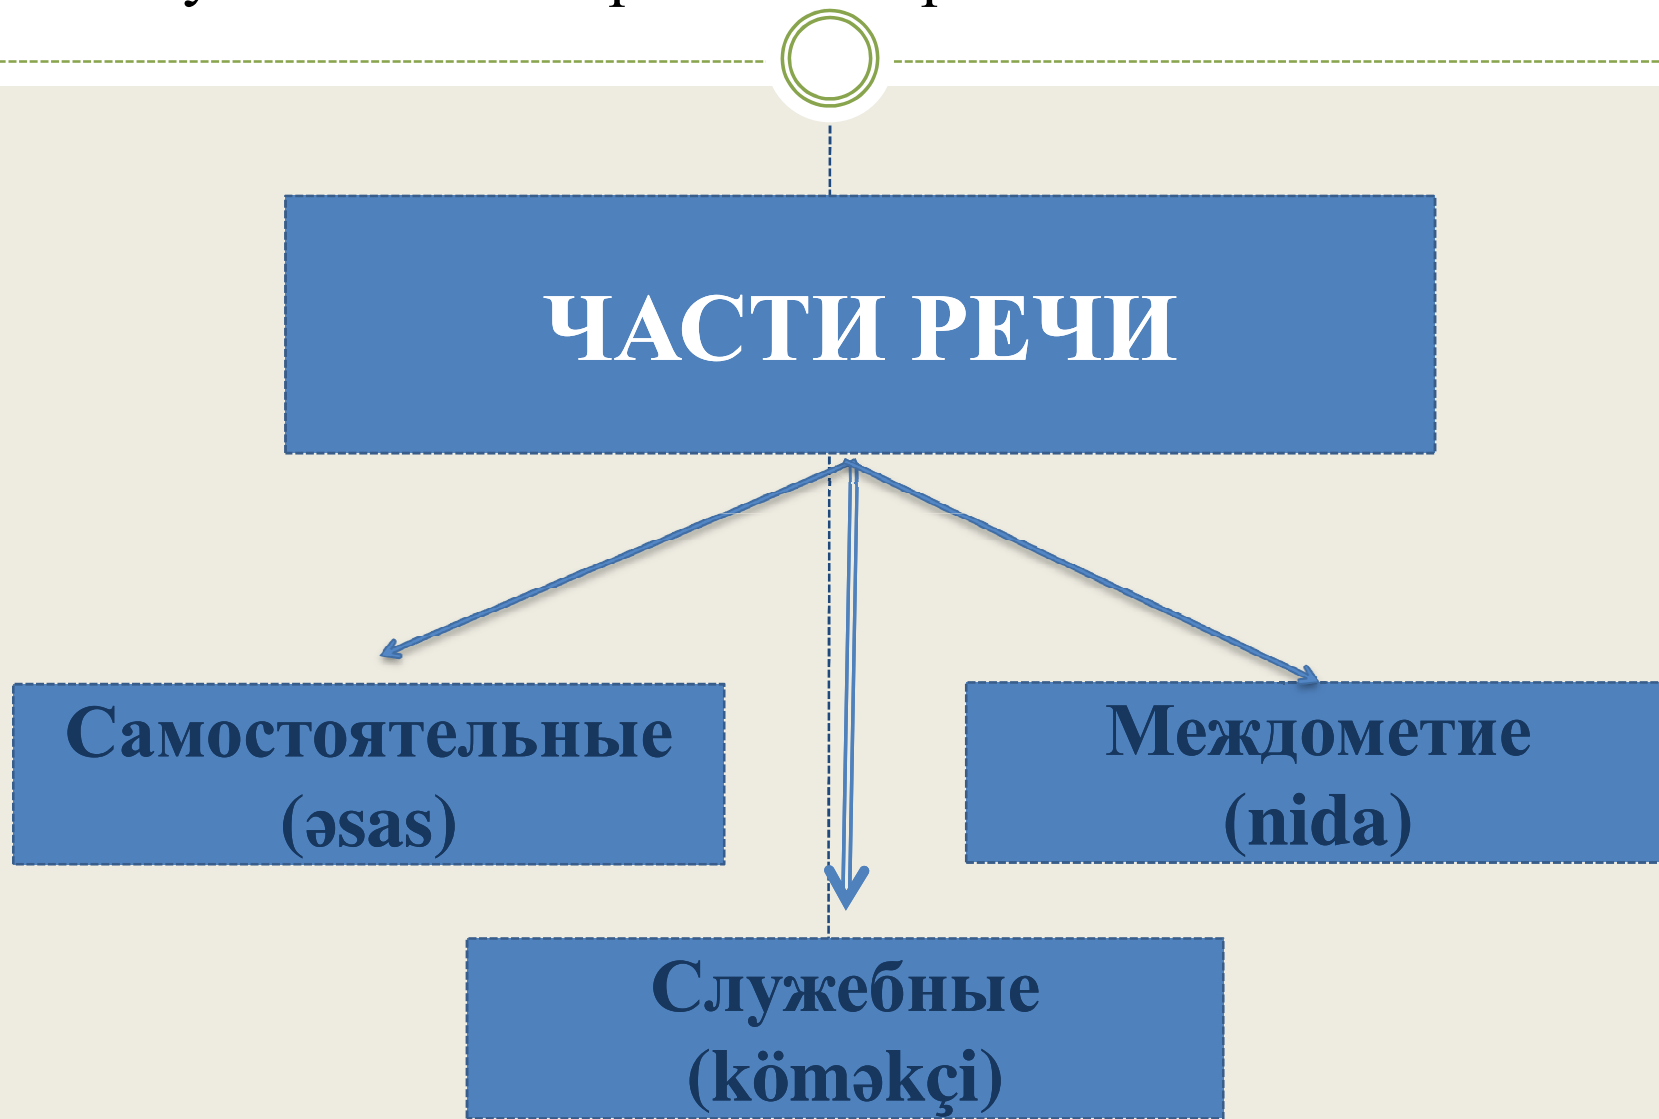 ЧАСТИ РЕЧИ
Самостоятельные
(əsas)
Междометие
(nida)
Служебные
(köməkçi)